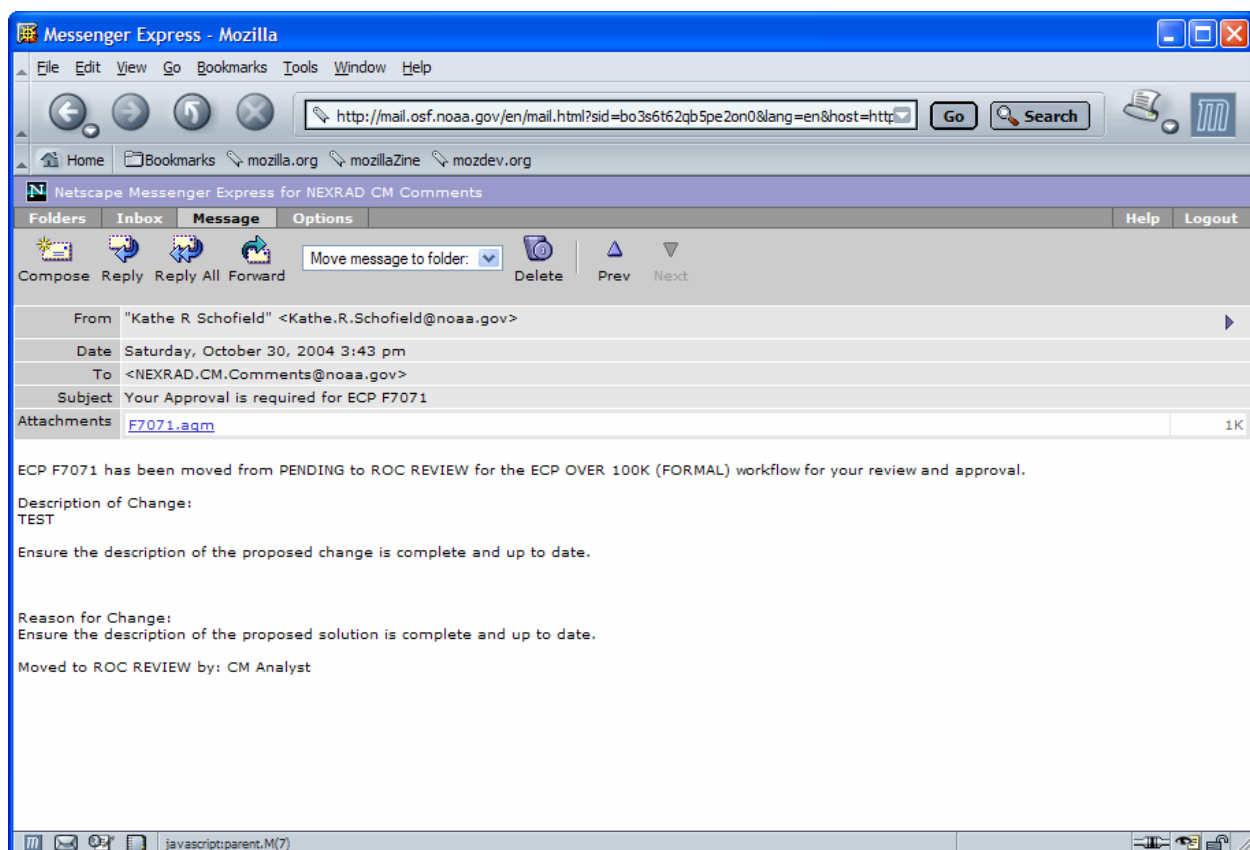 Messenger Express - Mozilla
File Edit View Go Bookmarks Tools Window Help
http://mail.osf.noaa.gov/en/mail.html?sid=bo3s6t62qb5pe2on0&lang=en&host=http Go Search
Home Bookmarks mozilla.org mozillaZine mozdev.org
N Netscape Messenger Express for NEXRAD CM Comments
Folders Inbox Message Options Help Logout
Compose Reply Reply All Forward Move message to folder: Delete Prev Next
From "Kathe R Schofield" <Kathe.R.Schofield@noaa.gov>
Date Saturday, October 30, 2004 3:43 pm
To <NEXRAD.CM.Comments@noaa.gov>
Subject Your Approval is required for ECP F7071
Attachments F7071.aqm 1K
ECP F7071 has been moved from PENDING to ROC REVIEW for the ECP OVER 100K (FORMAL) workflow for your review and approval.
Description of Change:
TEST
Ensure the description of the proposed change is complete and up to date.
Reason for Change:
Ensure the description of the proposed solution is complete and up to date.
Moved to ROC REVIEW by: CM Analyst
javascript:parent.M(7)